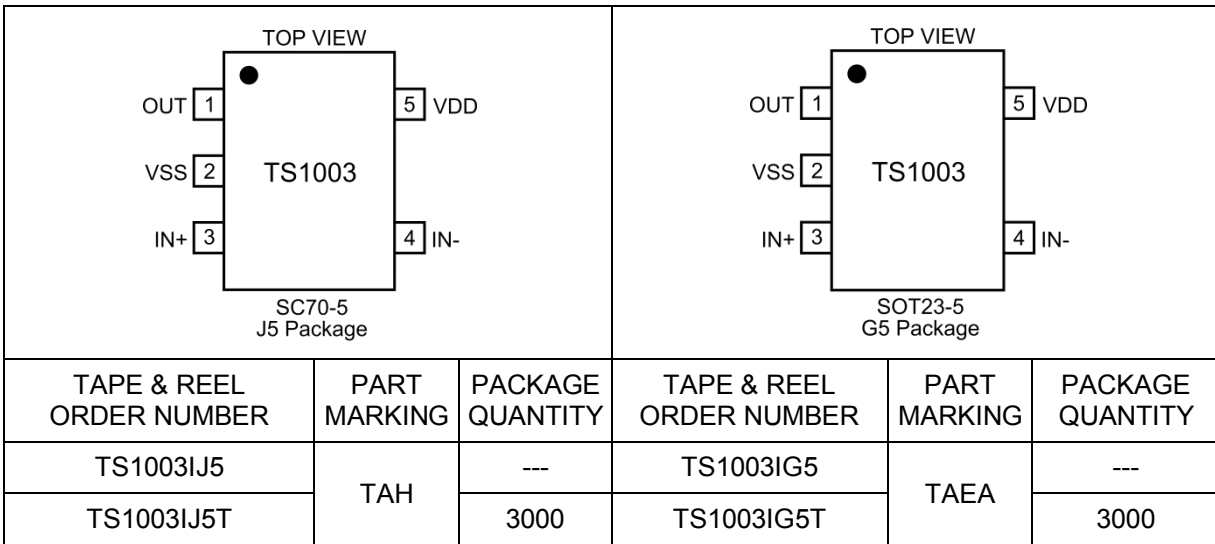 TOP VIEW
OUT 1 5 VDD
VSS 2 TS1003
IN+ 3 4 IN-
SC70-5
J5 Package
TOP VIEW
OUT 1 5 VDD
VSS 2 TS1003
IN+ 3 4 IN-
SOT23-5
G5 Package
TAPE & REEL
ORDER NUMBER
PART
MARKING
PACKAGE
QUANTITY
TAPE & REEL
ORDER NUMBER
PART
MARKING
PACKAGE
QUANTITY
TS1003IJ5
TAH
---
TS1003IG5
TAEA
---
TS1003IJ5T
3000
TS1003IG5T
3000